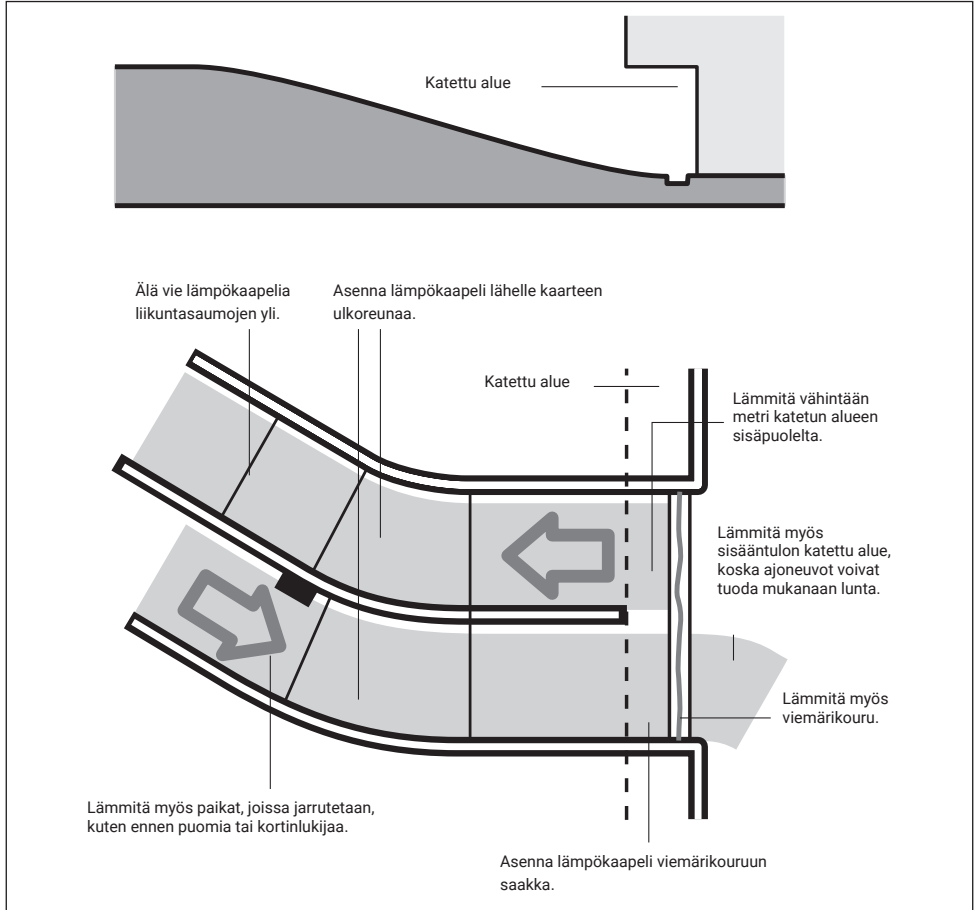 Katettu alue
Älä vie lämpökaapelia
liikuntasaumojen yli.
Asenna lämpökaapeli lähelle kaarteen
ulkoreunaa.
Katettu alue
Lämmitä vähintään
metri katetun alueen
sisäpuolelta.
Lämmitä myös
sisääntulon katettu alue,
koska ajoneuvot voivat
tuoda mukanaan lunta.
Lämmitä myös
viemärikouru.
Lämmitä myös paikat, joissa jarrutetaan,
kuten ennen puomia tai kortinlukijaa.
Asenna lämpökaapeli viemärikouruun
saakka.